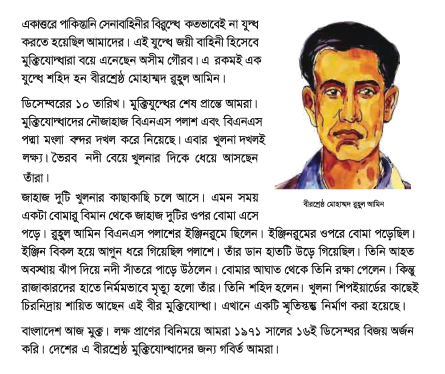 একাত্তরে পাকিস্তানি সেনাবাহিনীর বিরুদ্ধে কতভাবেই না যুদ্ধ
করতে হয়েছিল আমাদের। এই যুদ্ধে জয়ী বাহিনী হিসেবে
মুক্তিযোদ্ধারা বয়ে এনেছেন অসীম গৌরব। এ রকমই এক
যুদ্ধে শহিদ হন বীরশ্রেষ্ঠ মোহাম্মদ রুহুল আমিন।
ডিসেম্বরের ১০ তারিখ। মুক্তিযুদ্ধের শেষ প্রান্তে আমরা।
মুক্তিযোদ্ধাদের নৌজাহাজ বিএনএস পলাশ এবং বিএনএস
পদ্মা মংলা বন্দর দখল করে নিয়েছে। এবার খুলনা দখলই
লক্ষ্য। ভৈরব নদী বেয়ে খুলনার দিকে ধেয়ে আসছেন
তাঁরা।
জাহাজ দুটি খুলনার কাছাকাছি চলে আসে। এমন সময়
একটা বোমারু বিমান থেকে জাহাজ দুটির ওপর বোমা এসে
বীরশ্রেষ্ঠ মোহাম্মদ রুহুল আমিন
পড়ে। রুহুল আমিন বিএনএস পলাশের ইঞ্জিনরুমে ছিলেন। ইঞ্জিনরুমের ওপরে বোমা পড়েছিল।
ইঞ্জিন বিকল হয়ে আগুন ধরে গিয়েছিল পলাশে। তাঁর ডান হাতটি উড়ে গিয়েছিল। তিনি আহত
অবস্থায় ঝাঁপ দিয়ে নদী সাঁতরে পাড়ে উঠলেন। বোমার আঘাত থেকে তিনি রক্ষা পেলেন। কিন্তু
রাজাকারদের হাতে নির্মমভাবে মৃত্যু হলো তাঁর। তিনি শহিদ হলেন। খুলনা শিপইয়ার্ডের কাছেই
চিরনিদ্রায় শায়িত আছেন এই বীর মুক্তিযোদ্ধা। এখানে একটি স্মৃতিস্তম্ভ নির্মাণ করা হয়েছে।
বাংলাদেশ আজ মুক্ত। লক্ষ প্রাণের বিনিময়ে আমরা ১৯৭১ সালের ১৬ই ডিসেম্বর বিজয় অর্জন
করি। দেশের এ বীরশ্রেষ্ঠ মুক্তিযোদ্ধাদের জন্য গর্বিত আমরা।